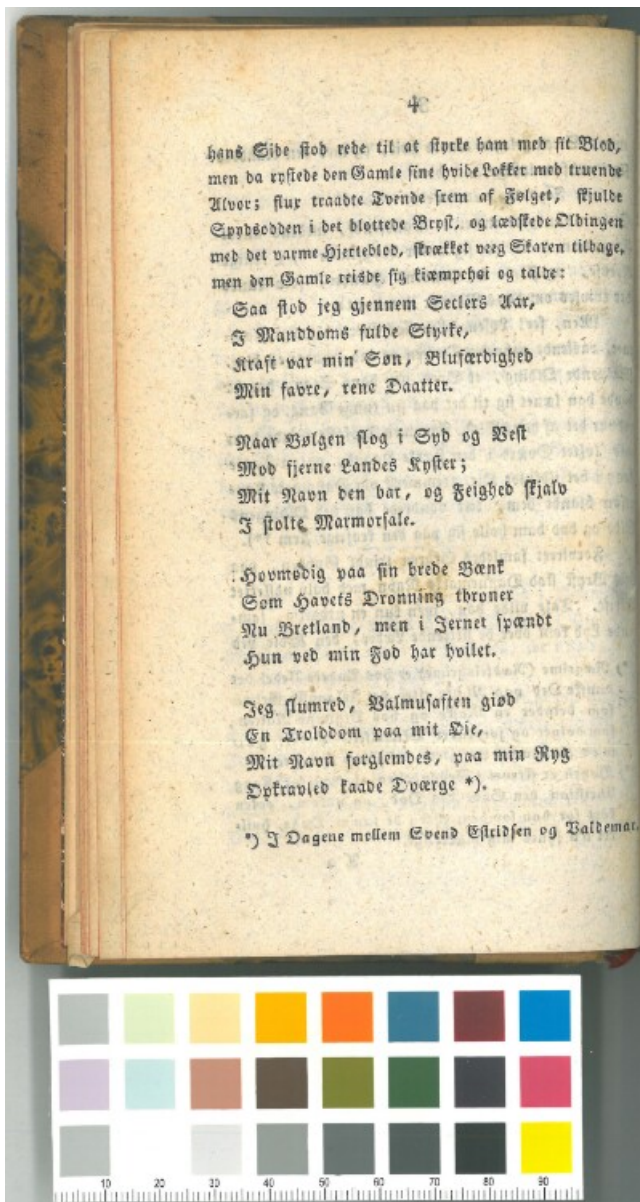 4
hans Side stod rede til at styrke ham med sit Blod,
men da rystede den Gamle sine hvide Lokker med truende
Alvor; flux traadte Tvende frem af Følget, skjulde
Spydsodden i det blottede Bryst, og lædskede Oldingen
med det varme Hjerteblod, skrækket veeg Skaren tilbage,
men den Gamle reisde sig kiæmpehøi og talde:
Saa stod jeg gjennem Seclers Aar,
I Manddoms fulde Styrke,
Kraft var min Søn, Blufærdighed
Min favre, rene Daatter.
Naar Bølgen slog i Syd og Vest
Mod fjerne Landes Kyster;
Mit Navn den bar, og Feighed skjalv
I stolte Marmorsale.
Hovmodig paa sin brede Bænk
Som Havets Dronning throner
Nu Bretland, men i Jernet spændt
Hun ved min Fod har hvilet.
Jeg slumred, Valmusaften giød
En Trolddom paa mit Øie,
Mit Navn forglemdes, paa min Ryg
Opkravled kaade Dværge *).
*) I Dagene mellem Svend Estridsen og Valdemar.
10 20 30 40 50 60 70 80 90